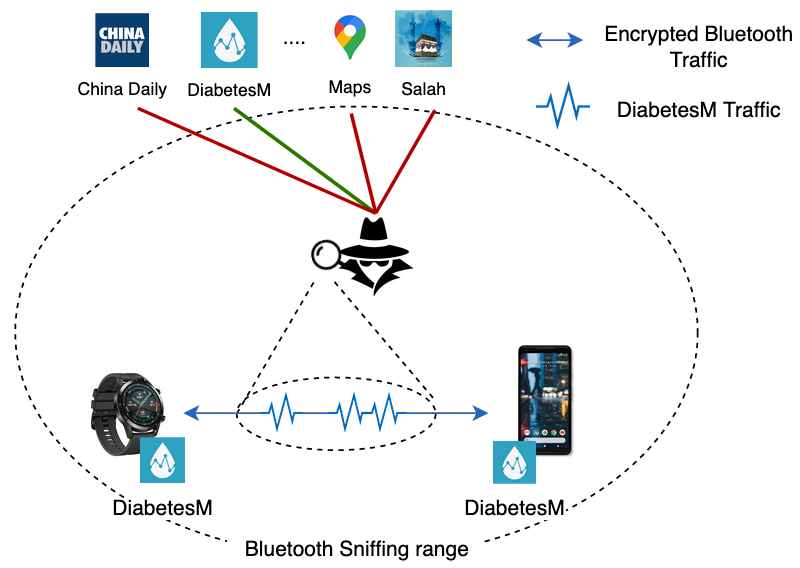 CHINA
DAILY
....
China Daily
DiabetesM
Maps
Salah
Encrypted Bluetooth
Traffic
DiabetesM Traffic
DiabetesM
DiabetesM
Bluetooth Sniffing range